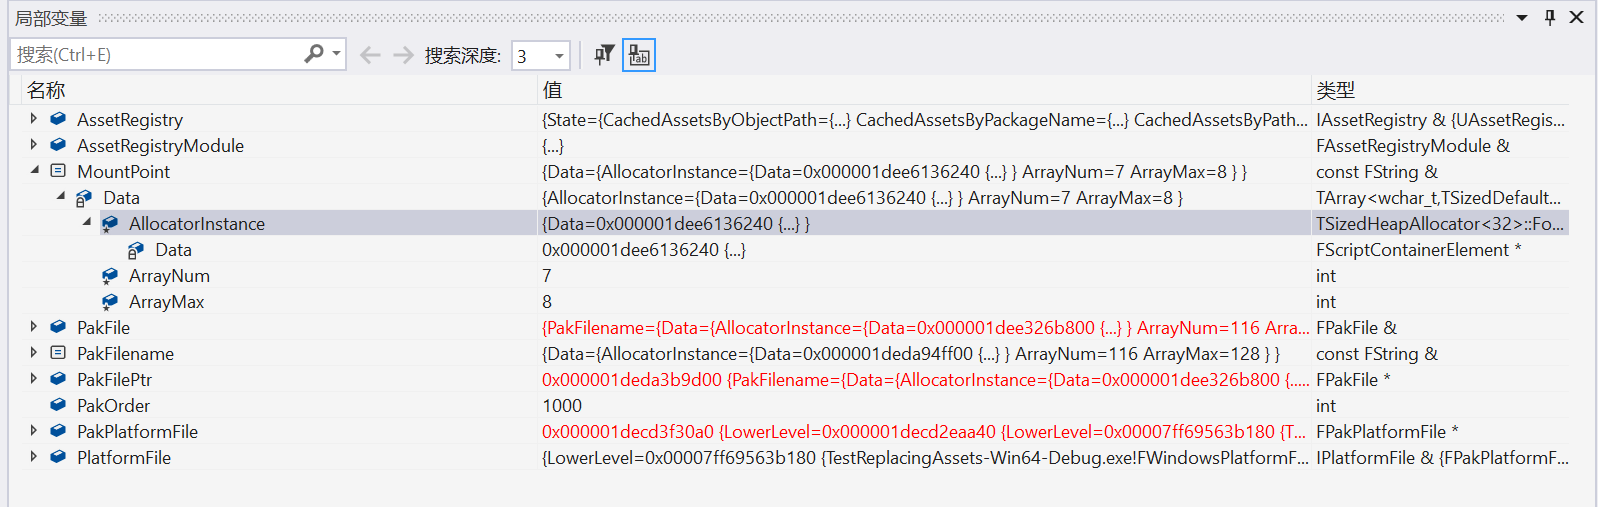 局部变量
搜索(Ctrl+E) 搜索深度: 3
名称 值 类型
AssetRegistry {State={CachedAssetsByObjectPath={...} CachedAssetsByPackageName={...} CachedAssetsByPath... IAssetRegistry & {UAssetRegis...
AssetRegistryModule {...} FAssetRegistryModule &
MountPoint {Data={AllocatorInstance={Data=0x000001dee6136240 {...} } ArrayNum=7 ArrayMax=8 } } const FString &
Data {AllocatorInstance={Data=0x000001dee6136240 {...} } ArrayNum=7 ArrayMax=8 } TArray<wchar_t,TSizedDefault...
AllocatorInstance {Data=0x000001dee6136240 {...} } TSizedHeapAllocator<32>::Fo...
Data 0x000001dee6136240 {...} FScriptContainerElement *
ArrayNum 7 int
ArrayMax 8 int
PakFile {PakFilename={Data={AllocatorInstance={Data=0x000001dee326b800 {...} } ArrayNum=116 Arra... FPakFile &
PakFilename {Data={AllocatorInstance={Data=0x000001deda94ff00 {...} } ArrayNum=116 ArrayMax=128 } } const FString &
PakFilePtr 0x000001deda3b9d00 {PakFilename={Data={AllocatorInstance={Data=0x000001dee326b800 {..... FPakFile *
PakOrder 1000 int
PakPlatformFile 0x000001decd3f30a0 {LowerLevel=0x000001decd2eaa40 {LowerLevel=0x00007ff69563b180 {T... FPakPlatformFile *
PlatformFile {LowerLevel=0x00007ff69563b180 {TestReplacingAssets-Win64-Debug.exe!FWindowsPlatformF... IPlatformFile & {FPakPlatformF...